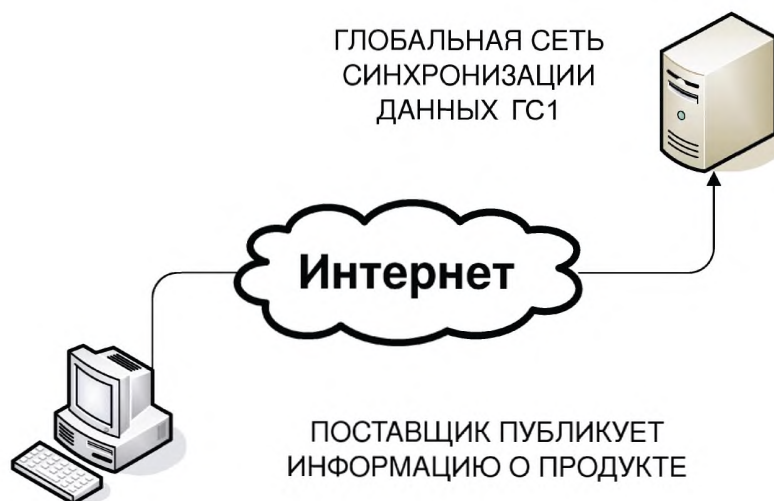 ГЛОБАЛЬНАЯ СЕТЬ
СИНХРОНИЗАЦИИ
ДАННЫХ ГС1
Интернет
ПОСТАВЩИК ПУБЛИКУЕТ
ИНФОРМАЦИЮ О ПРОДУКТЕ